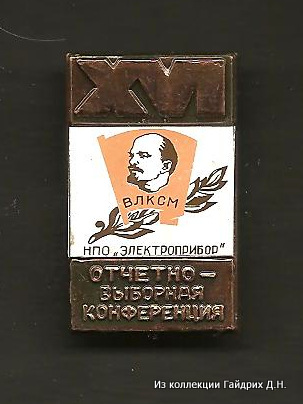 XVI
ВЛКСМ
НПО „ЭЛЕКТРОПРИБОР"
ОТЧЕТНО-
ВЫБОРНАЯ
КОНФЕРЕНЦИЯ
Из коллекции Гайдрих Д.Н.